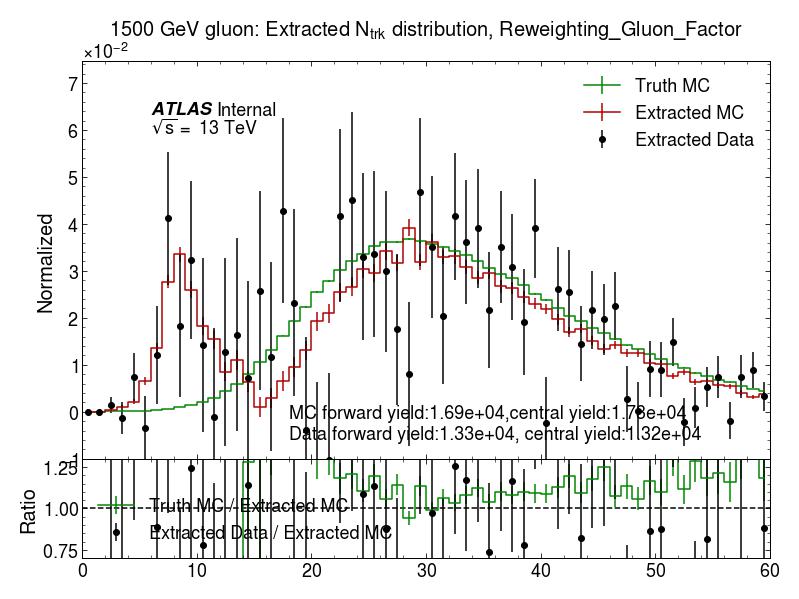 1500 GeV gluon: Extracted Ntrk distribution, Reweighting_Gluon_Factor
×10−2
ATLAS Internal
√s = 13 TeV
Truth MC
Extracted MC
Extracted Data
Normalized
7
6
5
4
3
2
1
0
1
MC forward yield:1.69e+04,central yield:1.78e+04
Data forward yield:1.33e+04, central yield:1.32e+04
Ratio
1.25
1.00
0.75
Truth MC / Extracted MC
Extracted Data / Extracted MC
0
10
20
30
40
50
60